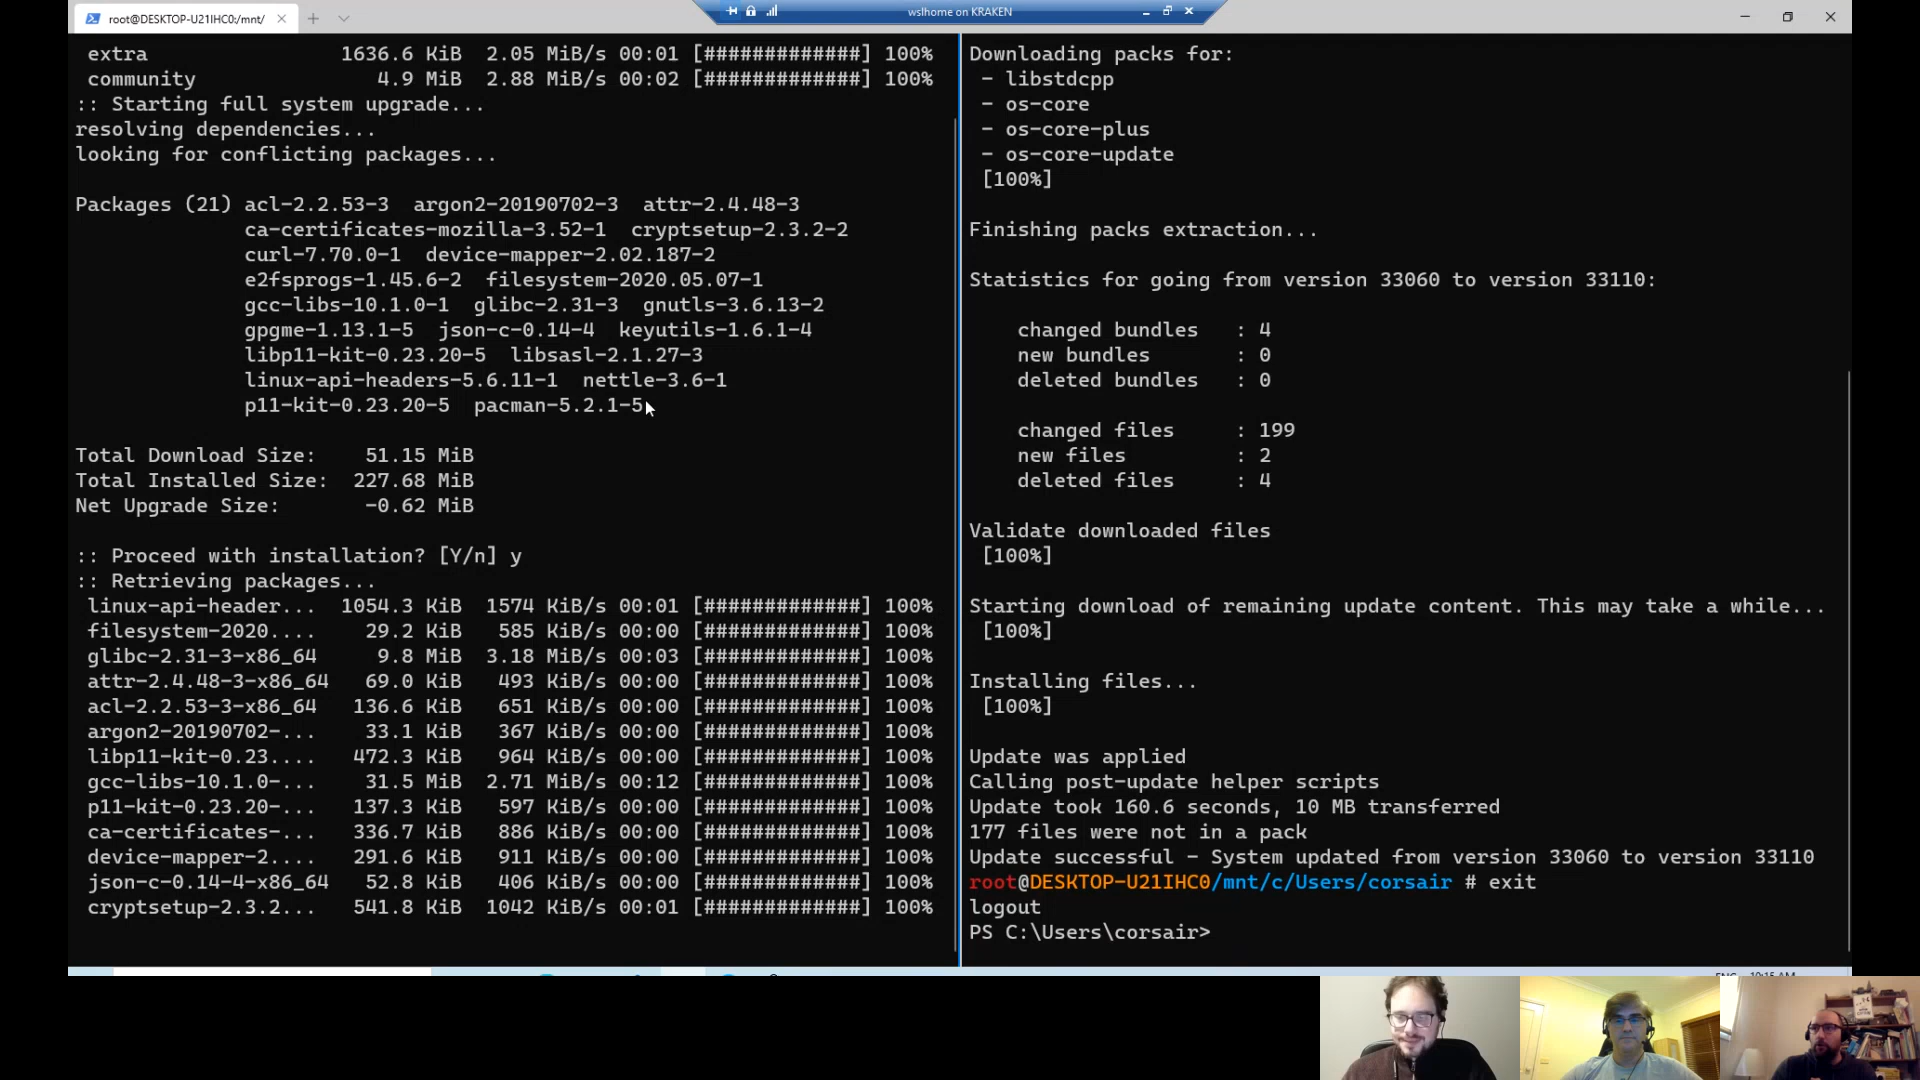 root@DESKTOP-U21IHC0:/mnt/
wslhome on KRAKEN
extra 1636.6 KiB 2.05 MiB/s 00:01 [#############] 100%
community 4.9 MiB 2.88 MiB/s 00:02 [#############] 100%
:: Starting full system upgrade...
resolving dependencies...
looking for conflicting packages...
Packages (21) acl-2.2.53-3 argon2-20190702-3 attr-2.4.48-3
ca-certificates-mozilla-3.52-1 cryptsetup-2.3.2-2
curl-7.70.0-1 device-mapper-2.02.187-2
e2fsprogs-1.45.6-2 filesystem-2020.05.07-1
gcc-libs-10.1.0-1 glibc-2.31-3 gnutls-3.6.13-2
gpgme-1.13.1-5 json-c-0.14-4 keyutils-1.6.1-4
libp11-kit-0.23.20-5 libsasl-2.1.27-3
linux-api-headers-5.6.11-1 nettle-3.6-1
p11-kit-0.23.20-5 pacman-5.2.1-5
Total Download Size: 51.15 MiB
Total Installed Size: 227.68 MiB
Net Upgrade Size: -0.62 MiB
:: Proceed with installation? [Y/n] y
:: Retrieving packages...
linux-api-header... 1054.3 KiB 1574 KiB/s 00:01 [#############] 100%
filesystem-2020.... 29.2 KiB 585 KiB/s 00:00 [#############] 100%
glibc-2.31-3-x86_64 9.8 MiB 3.18 MiB/s 00:03 [#############] 100%
attr-2.4.48-3-x86_64 69.0 KiB 493 KiB/s 00:00 [#############] 100%
acl-2.2.53-3-x86_64 136.6 KiB 651 KiB/s 00:00 [#############] 100%
argon2-20190702-... 33.1 KiB 367 KiB/s 00:00 [#############] 100%
libp11-kit-0.23.... 472.3 KiB 964 KiB/s 00:00 [#############] 100%
gcc-libs-10.1.0-... 31.5 MiB 2.71 MiB/s 00:12 [#############] 100%
p11-kit-0.23.20-... 137.3 KiB 597 KiB/s 00:00 [#############] 100%
ca-certificates-... 336.7 KiB 886 KiB/s 00:00 [#############] 100%
device-mapper-2.... 291.6 KiB 911 KiB/s 00:00 [#############] 100%
json-c-0.14-4-x86_64 52.8 KiB 406 KiB/s 00:00 [#############] 100%
cryptsetup-2.3.2... 541.8 KiB 1042 KiB/s 00:01 [#############] 100%
Downloading packs for:
- libstdcpp
- os-core
- os-core-plus
- os-core-update
[100%]
Finishing packs extraction...
Statistics for going from version 33060 to version 33110:
changed bundles : 4
new bundles : 0
deleted bundles : 0
changed files : 199
new files : 2
deleted files : 4
Validate downloaded files
[100%]
Starting download of remaining update content. This may take a while...
[100%]
Installing files...
[100%]
Update was applied
Calling post-update helper scripts
Update took 160.6 seconds, 10 MB transferred
177 files were not in a pack
Update successful - System updated from version 33060 to version 33110
root@DESKTOP-U21IHC0/mnt/c/Users/corsair # exit
logout
PS C:\Users\corsair>